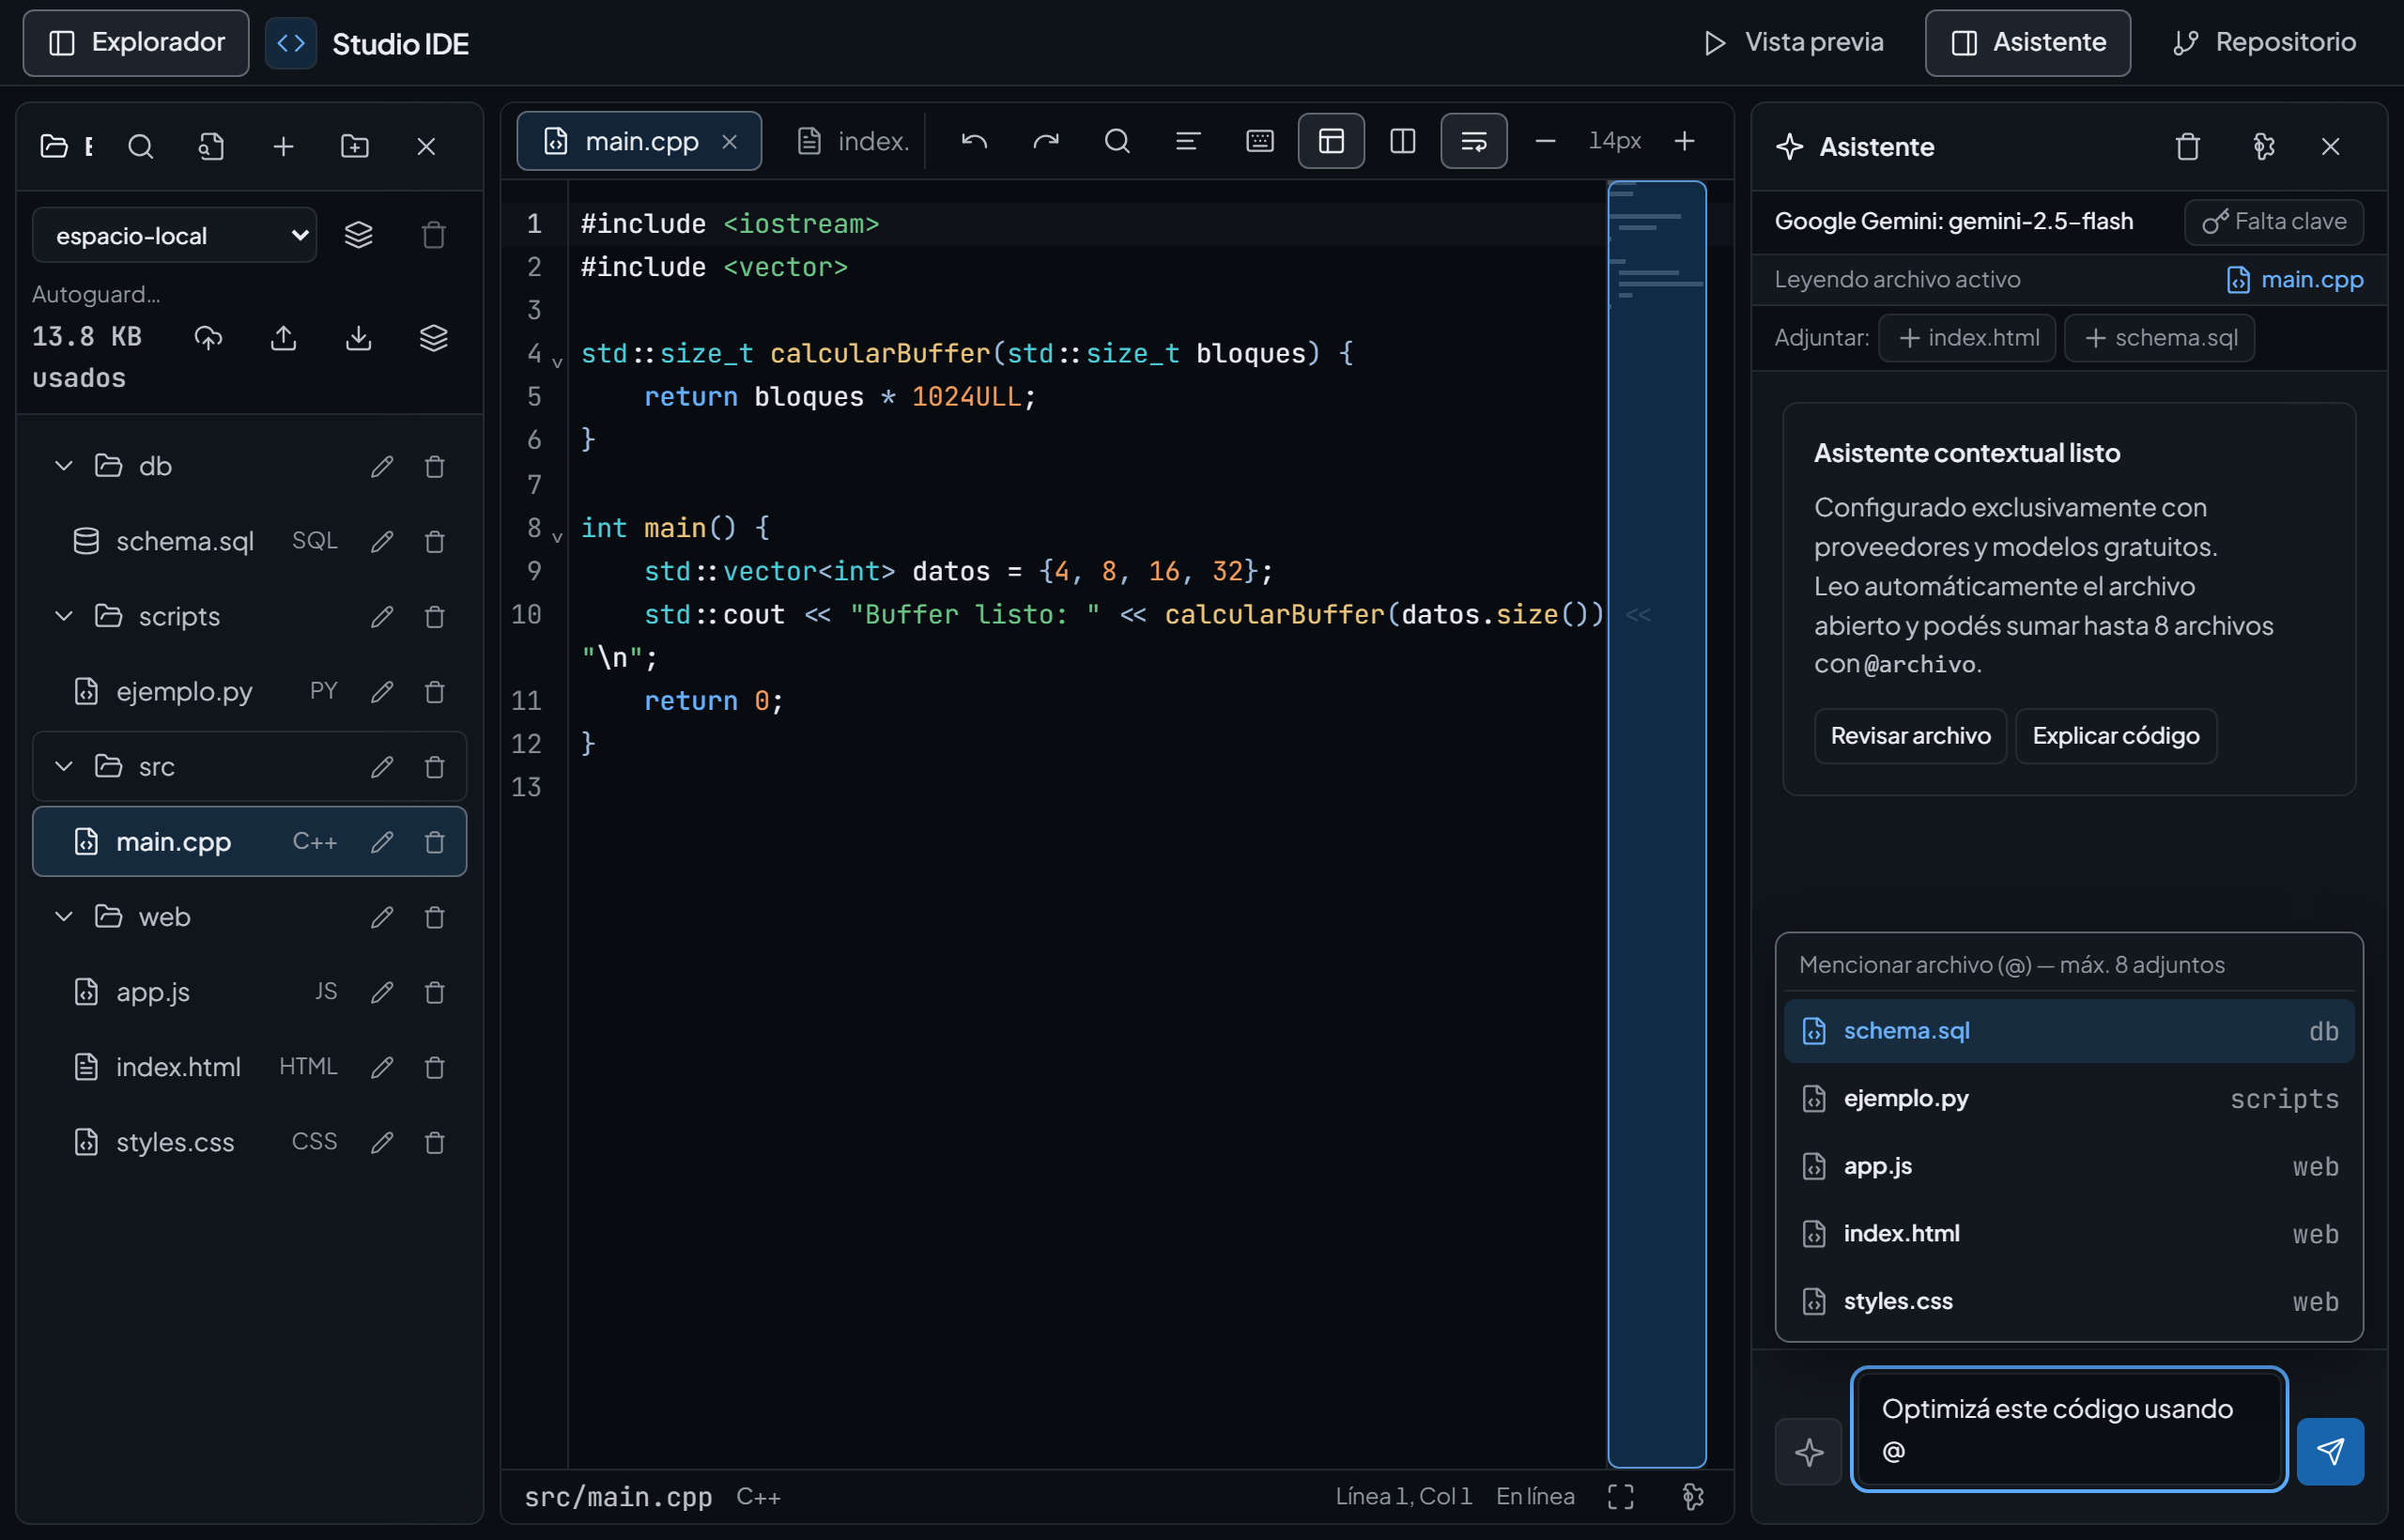 Explorador
Studio IDE
Vista previa
Asistente
Repositorio
espacio-local
Autoguard...
13.8 KB
usados
db
schema.sql SQL
scripts
ejemplo.py PY
src
main.cpp C++
web
app.js JS
index.html HTML
styles.css CSS
main.cpp
index.
14px
1 #include <iostream>
2 #include <vector>
3
4 std::size_t calcularBuffer(std::size_t bloques) {
5 return bloques * 1024ULL;
6 }
7
8 int main() {
9 std::vector<int> datos = {4, 8, 16, 32};
10 std::cout << "Buffer listo: " << calcularBuffer(datos.size()) <<
"\n";
11 return 0;
12 }
13
src/main.cpp C++
Línea 1, Col 1 En línea
Asistente
Google Gemini: gemini-2.5-flash
Falta clave
Leyendo archivo activo
main.cpp
Adjuntar: + index.html + schema.sql
Asistente contextual listo
Configurado exclusivamente con
proveedores y modelos gratuitos.
Leo automáticamente el archivo
abierto y podés sumar hasta 8 archivos
con @archivo.
Revisar archivo
Explicar código
Mencionar archivo (@) — máx. 8 adjuntos
schema.sql db
ejemplo.py scripts
app.js web
index.html web
styles.css web
Optimizá este código usando
@